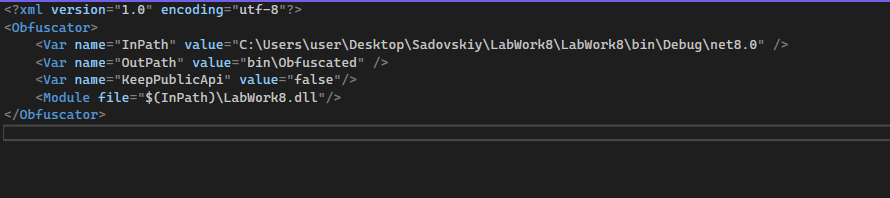 <?xml version="1.0" encoding="utf-8"?>
<Obfuscator>
    <Var name="InPath" value="C:\Users\user\Desktop\Sadovskiy\LabWork8\LabWork8\bin\Debug\net8.0" />
    <Var name="OutPath" value="bin\Obfuscated" />
    <Var name="KeepPublicApi" value="false"/>
    <Module file="$(InPath)\LabWork8.dll"/>
</Obfuscator>